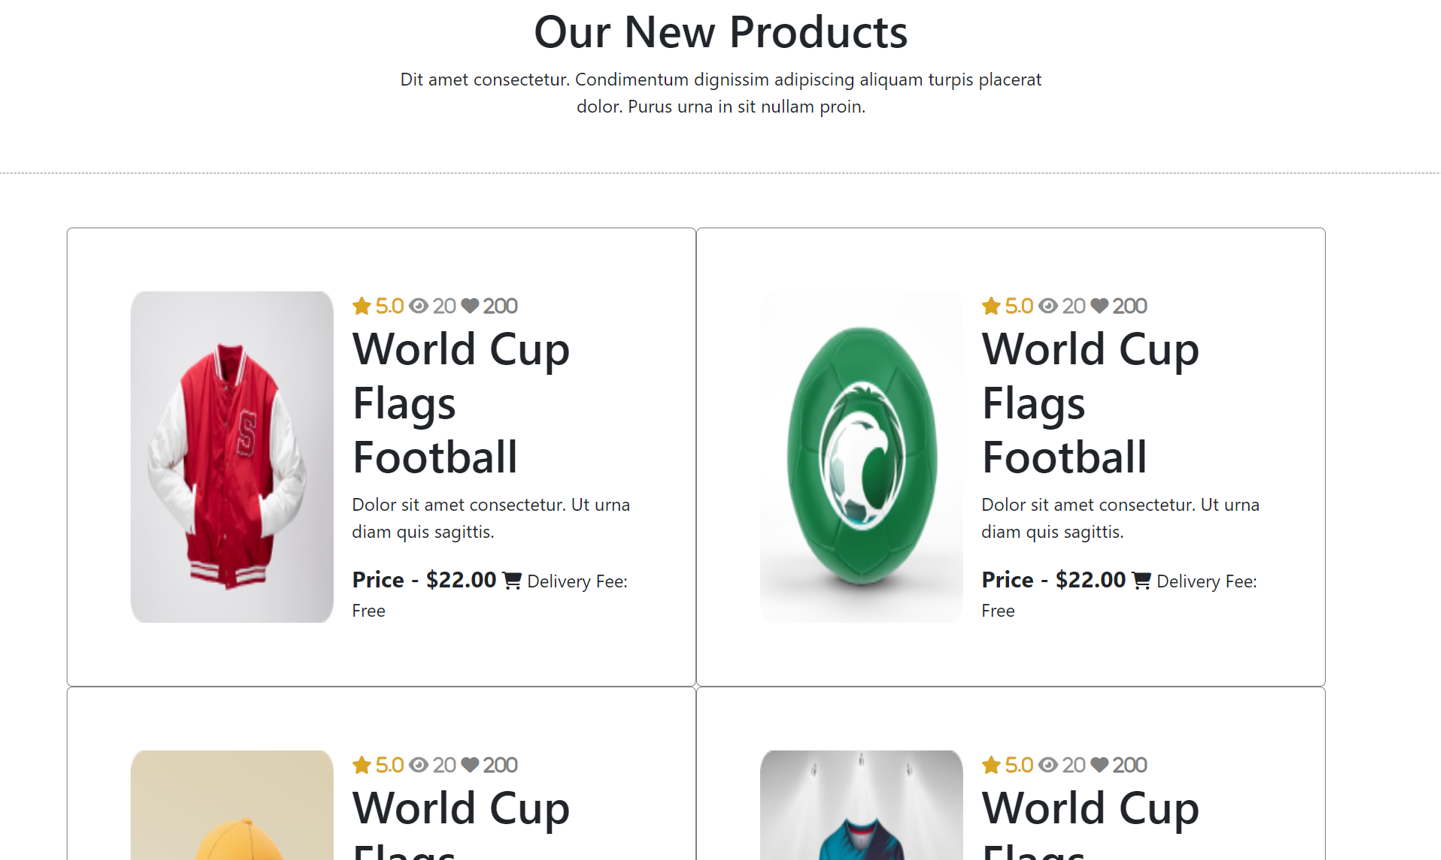 Our New Products
Dit amet consectetur. Condimentum dignissim adipiscing aliquam turpis placerat
dolor. Purus urna in sit nullam proin.
5.0 20 200
World Cup
Flags
Football
Dolor sit amet consectetur. Ut urna
diam quis sagittis.
Price - $22.00 Delivery Fee:
Free
S
5.0 20 200
World Cup
Flags
Football
Dolor sit amet consectetur. Ut urna
diam quis sagittis.
Price - $22.00 Delivery Fee:
Free
5.0 20 200
World Cup
Flags
5.0 20 200
World Cup
Flags